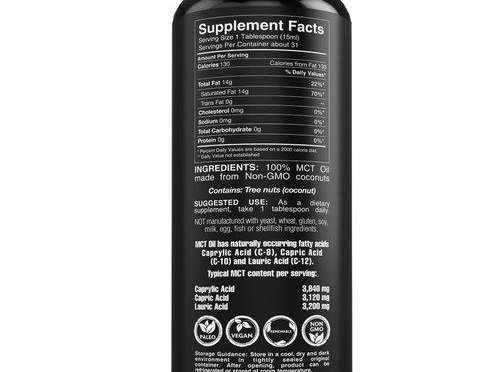 Supplement Facts
Serving Size 1 Tablespoon (15ml)
Servings Per Container about 31
Amount Per Serving
Calories 130 Calories from Fat 130
% Daily Values*
Total Fat 14g 22%*
Saturated Fat 14g 70%*
Trans Fat 0g **
Cholesterol 0mg 0%*
Sodium 0mg 0%*
Total Carbohydrate 0g 0%*
Protein 0g 0%*
* Percent Daily Values are based on a 2000 calorie diet.
** Daily Value not established
INGREDIENTS: 100% MCT Oil
made from Non-GMO coconuts
Contains: Tree nuts (coconut)
SUGGESTED USE: As a dietary
supplement, take 1 tablespoon daily.
NOT manufactured with yeast, wheat, gluten, soy,
milk, egg, fish or shellfish ingredients.
MCT Oil has naturally occurring fatty acids
Caprylic Acid (C-8), Capric Acid
(C-10) and Lauric Acid (C-12).
Typical MCT content per serving:
Caprylic Acid 3,840 mg
Capric Acid 3,120 mg
Lauric Acid 3,200 mg
PALEO
VEGAN
RENEWABLE
NON
GMO
Storage Guidance: Store in a cool, dry and dark
environment in tightly sealed original
container. After opening, product can be
refrigerated or stored at room temperature.